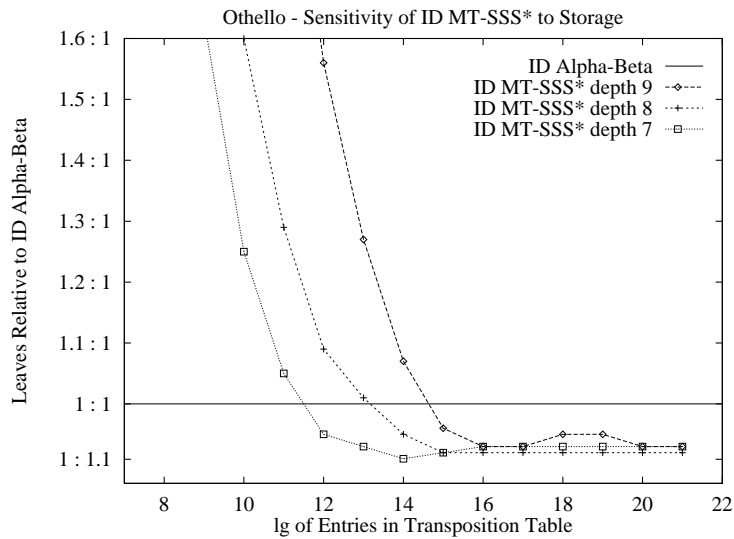 Othello - Sensitivity of ID MT-SSS* to Storage
1.6 : 1
1.5 : 1
1.4 : 1
1.3 : 1
1.2 : 1
1.1 : 1
1 : 1
1 : 1.1
Leaves Relative to ID Alpha-Beta
ID Alpha-Beta
ID MT-SSS* depth 9
ID MT-SSS* depth 8
ID MT-SSS* depth 7
8 10 12 14 16 18 20 22
lg of Entries in Transposition Table